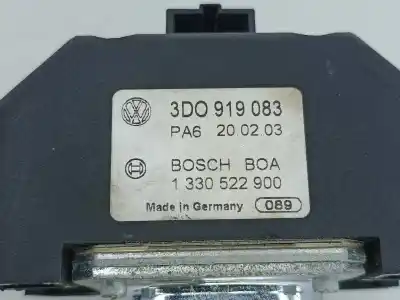 3D0 919 083
PA6 20 02 03
BOSCH BOA
1 330 522 900
Made in Germany 089